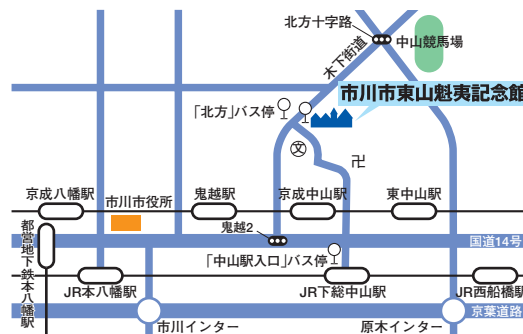 北方十字路
中山競馬場
木下街道
市川市東山魁夷記念館
「北方」バス停
文
卍
京成八幡駅
市川市役所
鬼越駅
京成中山駅
東中山駅
都営地下鉄本八幡駅
鬼越2
国道14号
「中山駅入口」バス停
JR本八幡駅
JR下総中山駅
JR西船橋駅
京葉道路
市川インター
原木インター